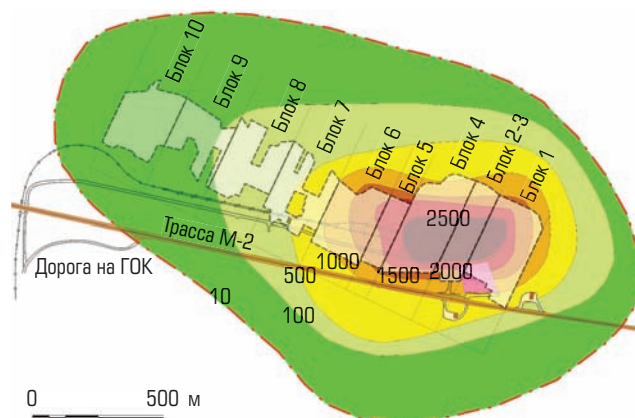 Блок 10
Блок 9
Блок 8
Блок 7
Блок 6
Блок 5
Блок 4
Блок 2-3
Блок 1
2500
Трасса М-2
Дорога на ГОК
1000
500
1500
2000
10
100
0 500 м